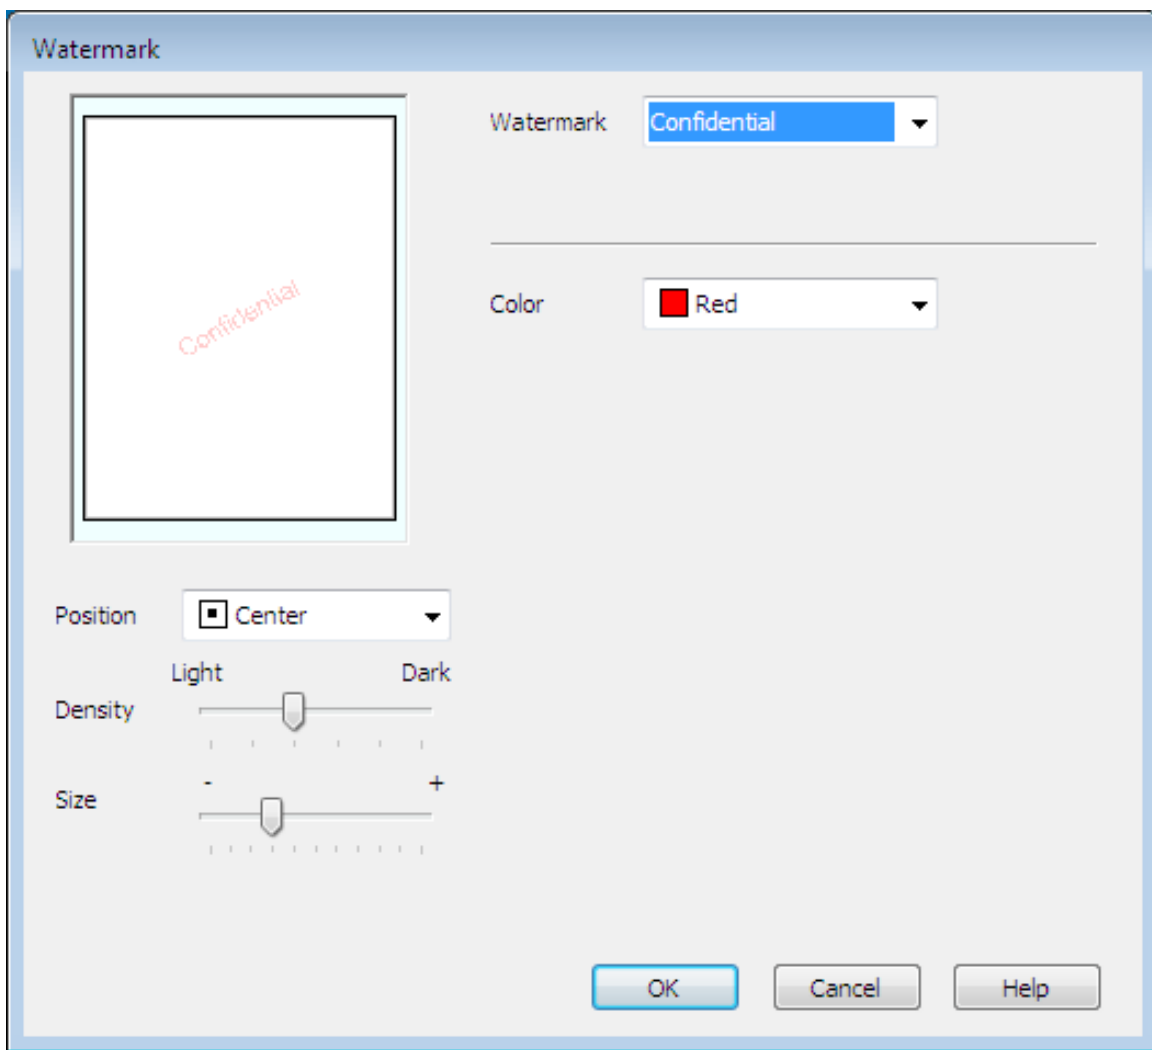 Watermark
Watermark Confidential
Confidential
Color Red
Position Center
Light Dark
Density
- +
Size
OK Cancel Help